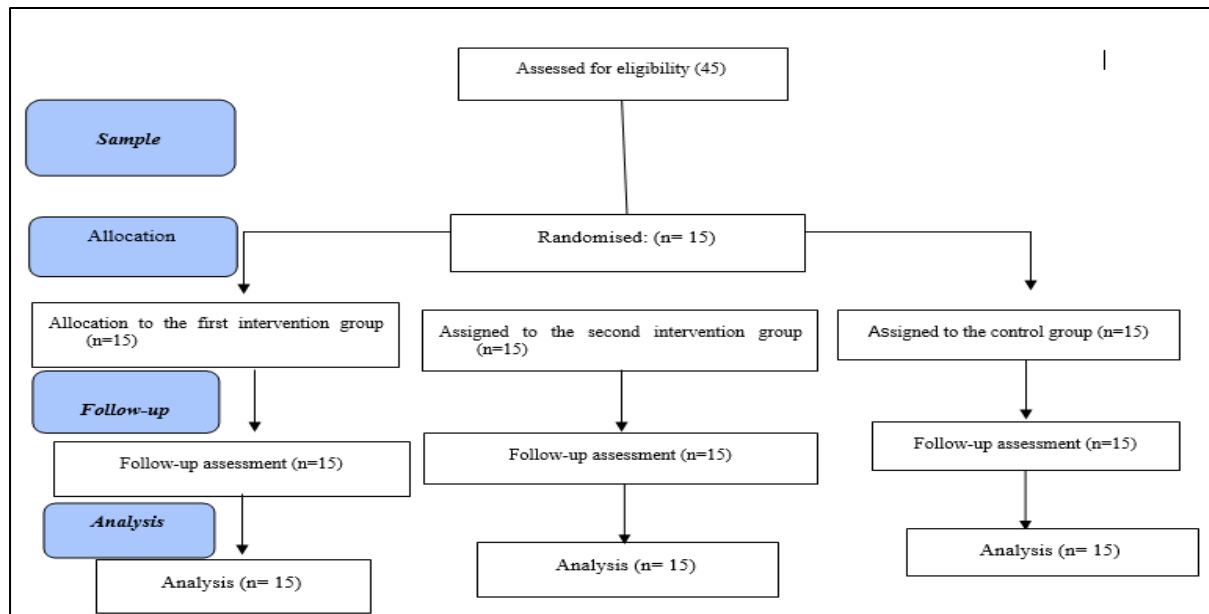 Assessed for eligibility (45)
Sample
Allocation
Randomised: (n= 15)
Allocation to the first intervention group
(n=15)
Assigned to the second intervention group
(n=15)
Assigned to the control group (n=15)
Follow-up
Follow-up assessment (n=15)
Follow-up assessment (n=15)
Follow-up assessment (n=15)
Analysis
Analysis (n= 15)
Analysis (n= 15)
Analysis (n= 15)